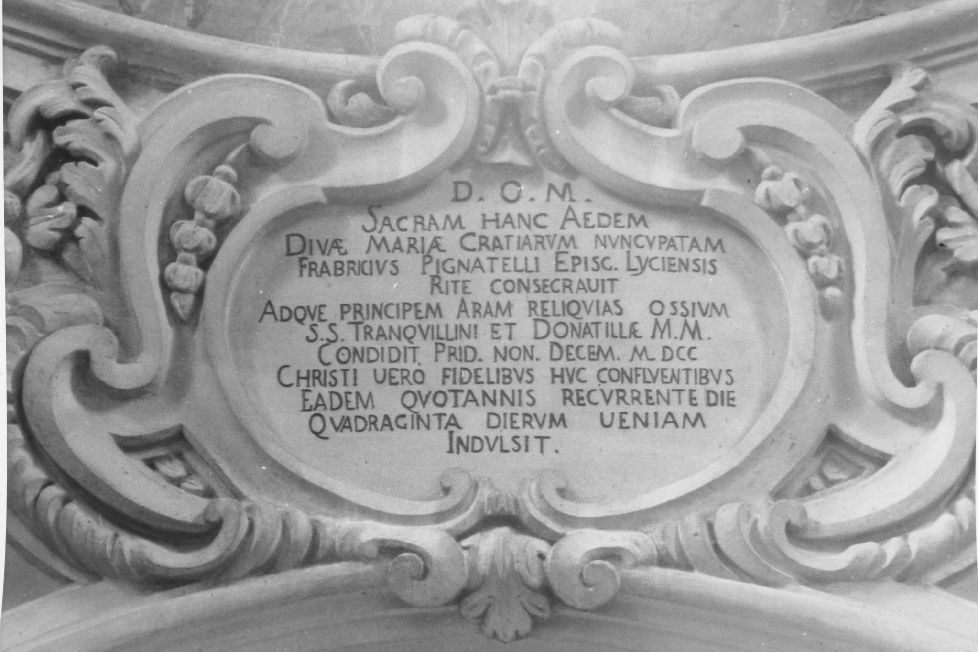 D. O. M.
SACRAM HANC AEDEM
DIVÆ MARIÆ CRATIARVM NVNCVPATAM
FRABRICIVS PIGNATELLI EPISC. LYCIENSIS
RITE CONSECRAUIT
ADQVE PRINCIPEM ARAM RELIQVIAS OSSIVM
S.S. TRANQVILLINI ET DONATILLÆ M.M.
CONDIDIT PRID. NON. DECEM. M.DCC
CHRISTI UERO FIDELIBVS HVC CONFLVENTIBVS
EADEM QVOTANNIS RECVRRENTE DIE
QVADRAGINTA DIERVM UENIAM
INDVLSIT.